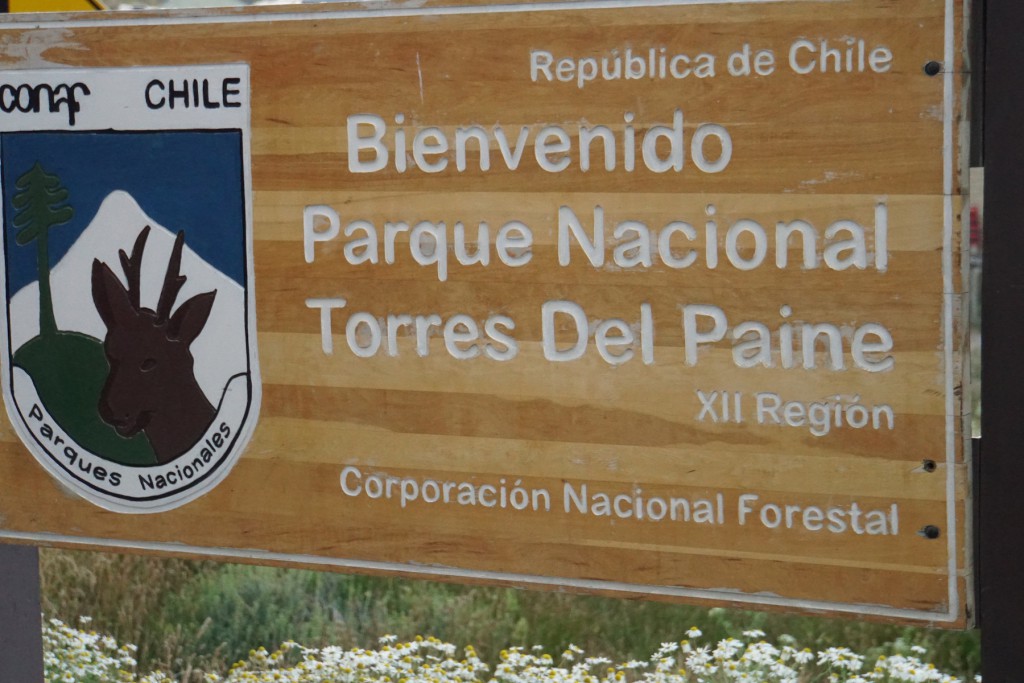 conaf CHILE
Parques Nacionales
República de Chile
Bienvenido
Parque Nacional
Torres Del Paine
XII Región
Corporación Nacional Forestal